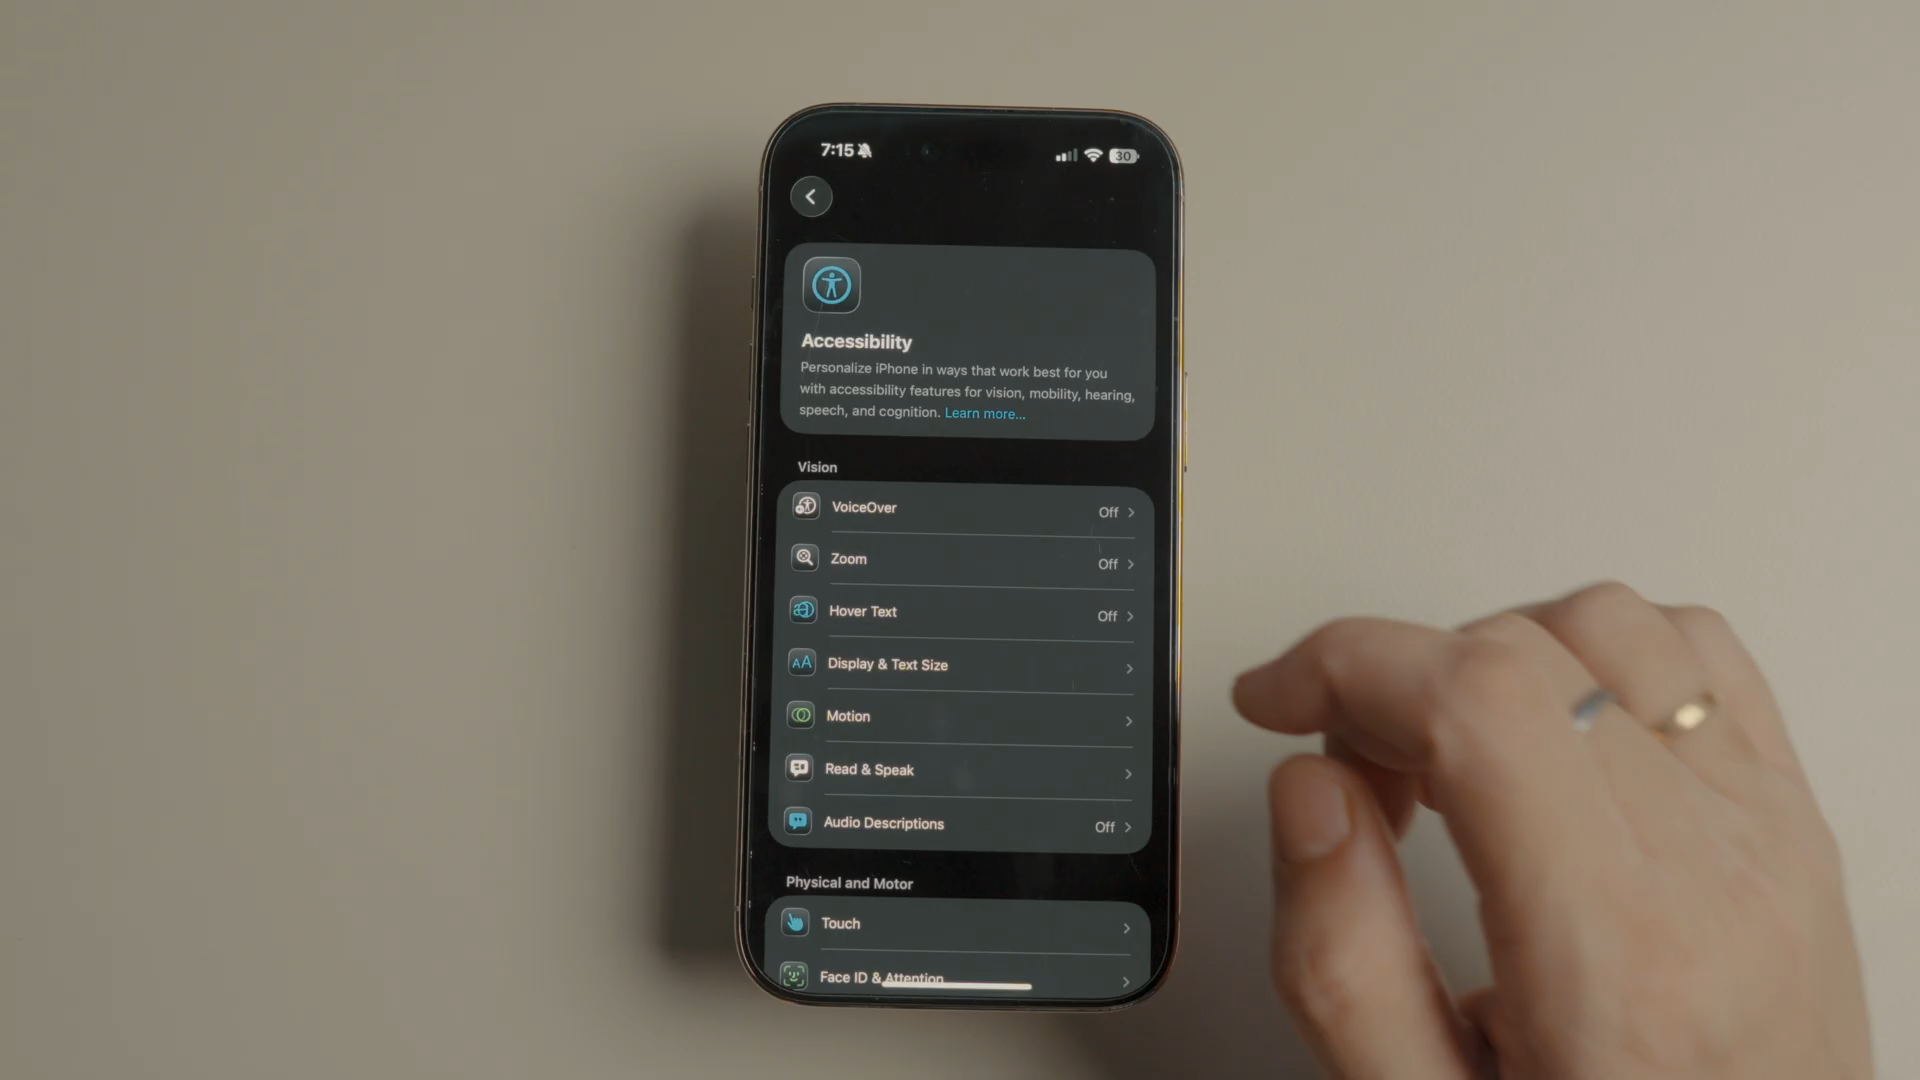 7:15
30
Accessibility
Personalize iPhone in ways that work best for you
with accessibility features for vision, mobility, hearing,
speech, and cognition. Learn more...
Vision
VoiceOver Off
Zoom Off
Hover Text Off
AA Display & Text Size
Motion
Read & Speak
Audio Descriptions Off
Physical and Motor
Touch
Face ID & Attention